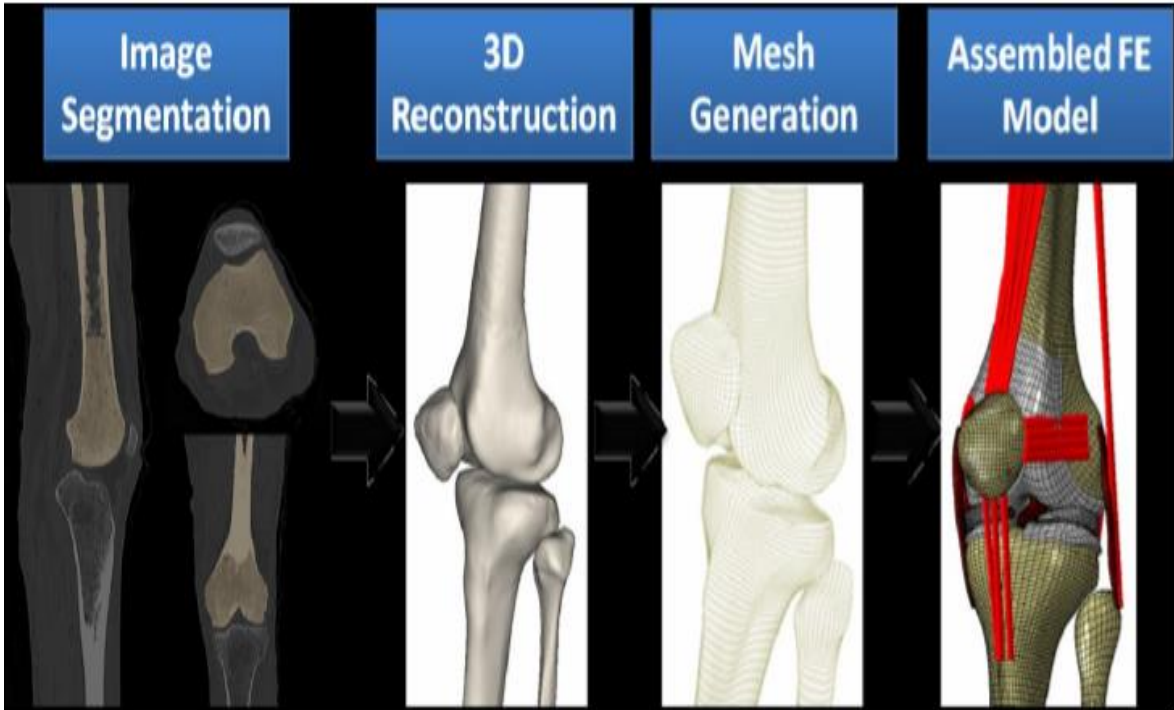 Image
Segmentation
3D
Reconstruction
Mesh
Generation
Assembled FE
Model